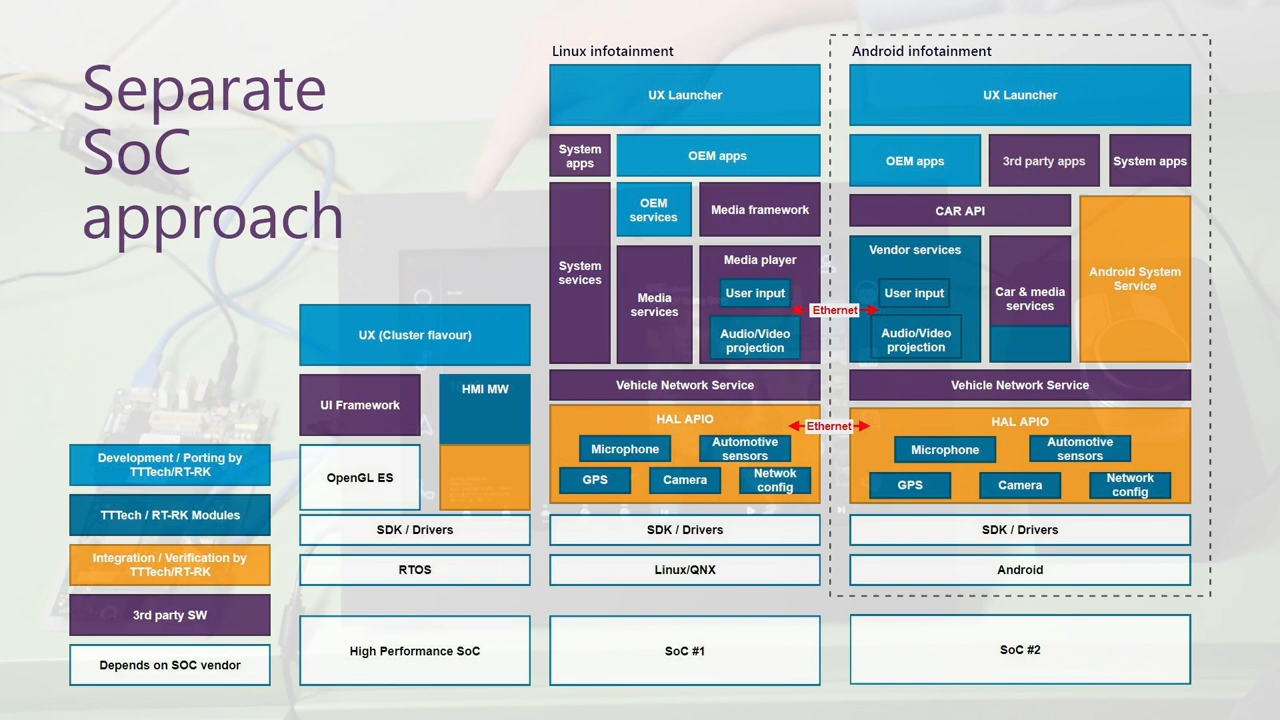 Separate
SoC
approach
Linux infotainment
UX Launcher
System
apps
OEM apps
OEM
services
Media framework
System
sevices
Media
services
Media player
User input
Audio/Video
projection
Vehicle Network Service
HAL APIO
Microphone
Automotive
sensors
GPS
Camera
Netwok
config
SDK / Drivers
Linux/QNX
SoC #1
Ethernet
Ethernet
Android infotainment
UX Launcher
OEM apps
3rd party apps
System apps
CAR API
Vendor services
User input
Audio/Video
projection
Car & media
services
Android System
Service
Vehicle Network Service
HAL APIO
Microphone
Automotive
sensors
GPS
Camera
Network
config
SDK / Drivers
Android
SoC #2
UX (Cluster flavour)
UI Framework
HMI MW
OpenGL ES
SDK / Drivers
RTOS
High Performance SoC
Development / Porting by
TTTech/RT-RK
TTTech / RT-RK Modules
Integration / Verification by
TTTech/RT-RK
3rd party SW
Depends on SOC vendor